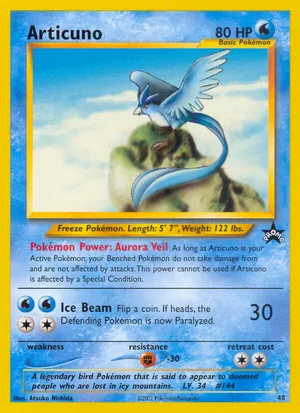 Articuno 80 HP
Basic Pokémon
PROMO
Freeze Pokémon. Length: 5' 7", Weight: 122 lbs.
Pokémon Power: Aurora Veil As long as Articuno is your
Active Pokémon, your Benched Pokémon do not take damage from
and are not affected by attacks. This power cannot be used if Articuno
is affected by a Special Condition.
Ice Beam Flip a coin. If heads, the 30
Defending Pokémon is now Paralyzed.
weakness resistance retreat cost
-30
A legendary bird Pokémon that is said to appear to doomed
people who are lost in icy mountains. LV. 34 #144
Illus. Atsuko Nishida 48